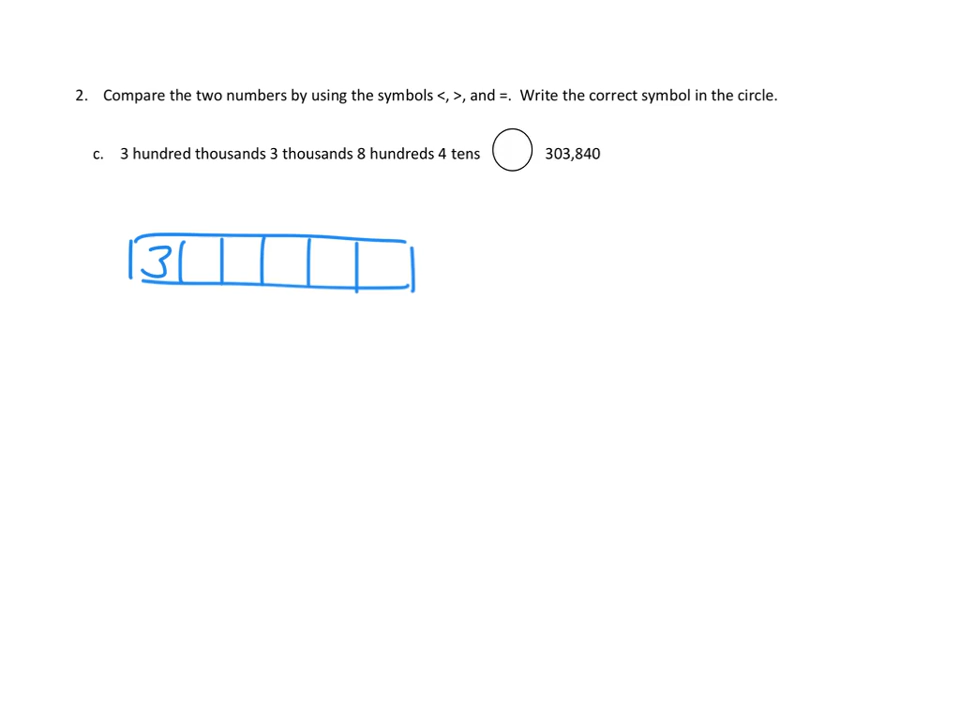 2. Compare the two numbers by using the symbols <, >, and =. Write the correct symbol in the circle.
c. 3 hundred thousands 3 thousands 8 hundreds 4 tens 303,840
3